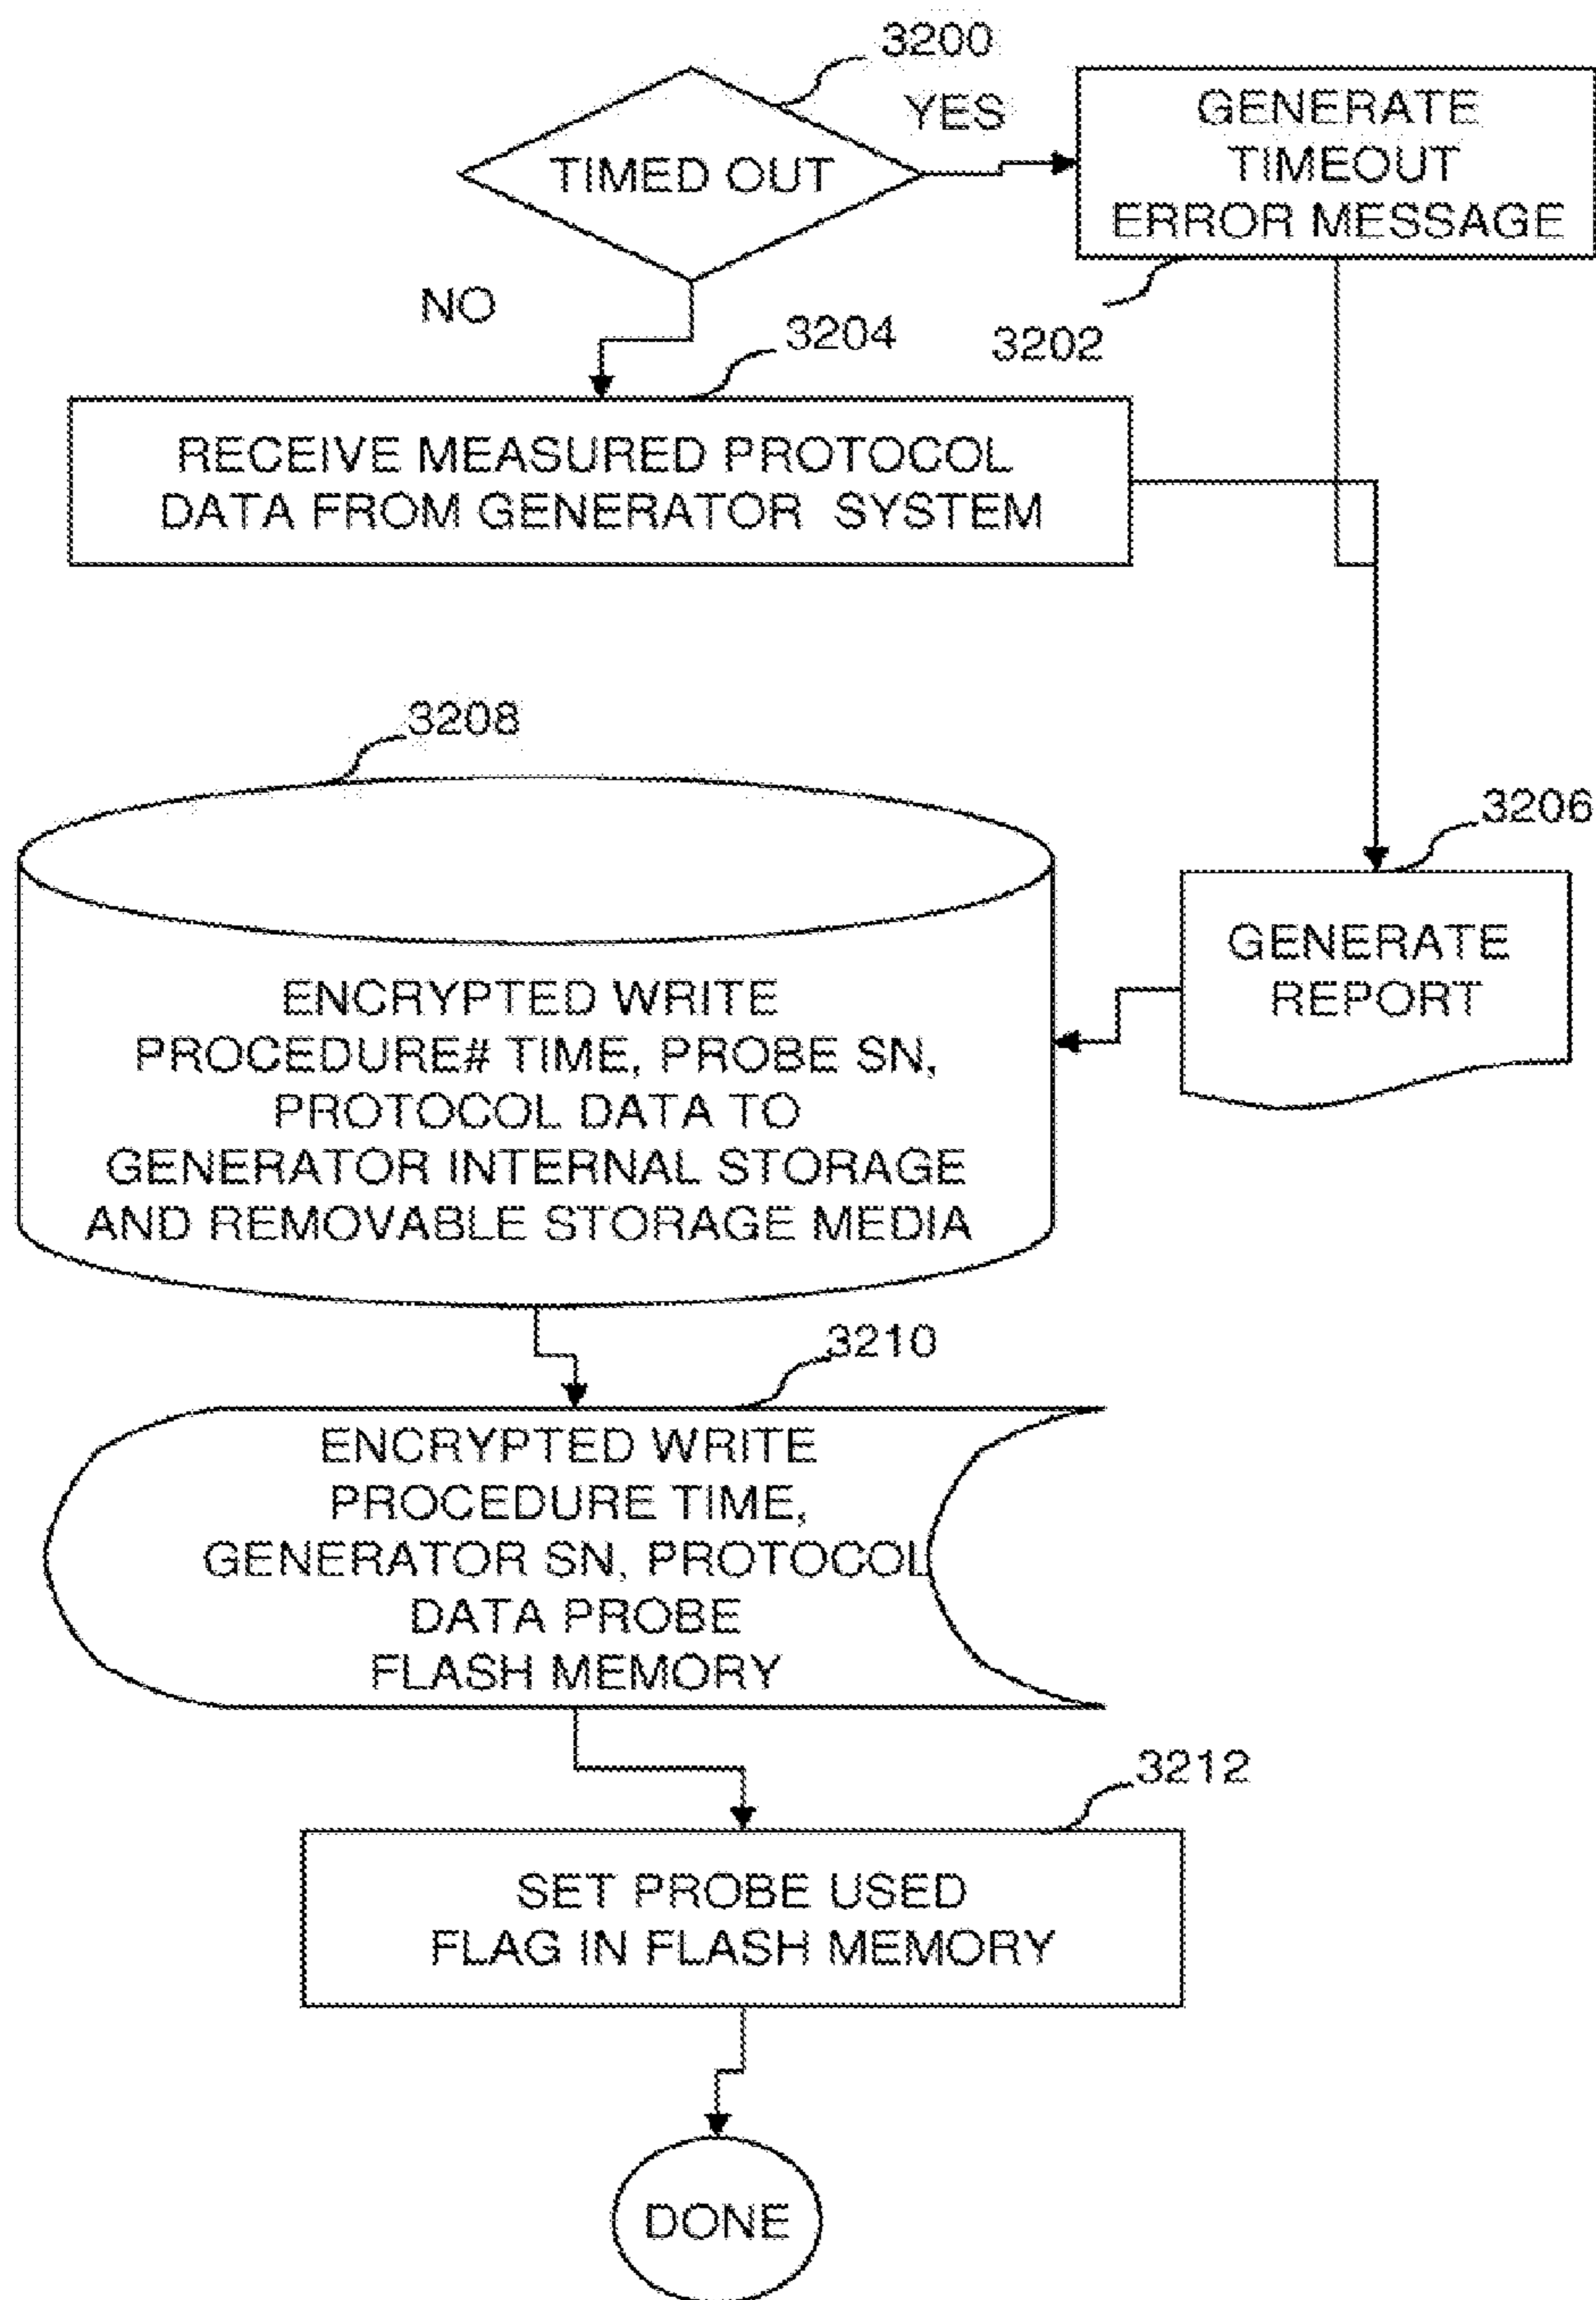 3200
YES
TIMED OUT
GENERATE
TIMEOUT
ERROR MESSAGE
NO
3204
3202
RECEIVE MEASURED PROTOCOL
DATA FROM GENERATOR SYSTEM
3208
3206
GENERATE
REPORT
ENCRYPTED WRITE
PROCEDURE# TIME, PROBE SN,
PROTOCOL DATA TO
GENERATOR INTERNAL STORAGE
AND REMOVABLE STORAGE MEDIA
3210
ENCRYPTED WRITE
PROCEDURE TIME,
GENERATOR SN, PROTOCOL
DATA PROBE
FLASH MEMORY
3212
SET PROBE USED
FLAG IN FLASH MEMORY
DONE